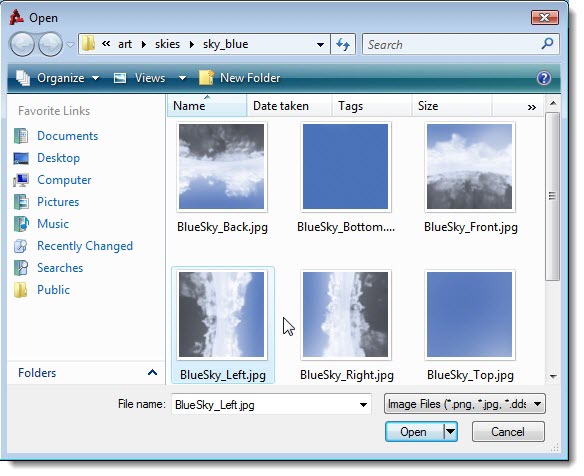 Open
« art ▸ skies ▸ sky_blue
Search
Organize Views New Folder
Favorite Links
Documents
Desktop
Computer
Pictures
Music
Recently Changed
Searches
Public
Folders
Name Date taken Tags Size »
BlueSky_Back.jpg BlueSky_Bottom.... BlueSky_Front.jpg
BlueSky_Left.jpg BlueSky_Right.jpg BlueSky_Top.jpg
File name: BlueSky_Left.jpg Image Files (*.png, *.jpg, *.dds
Open Cancel